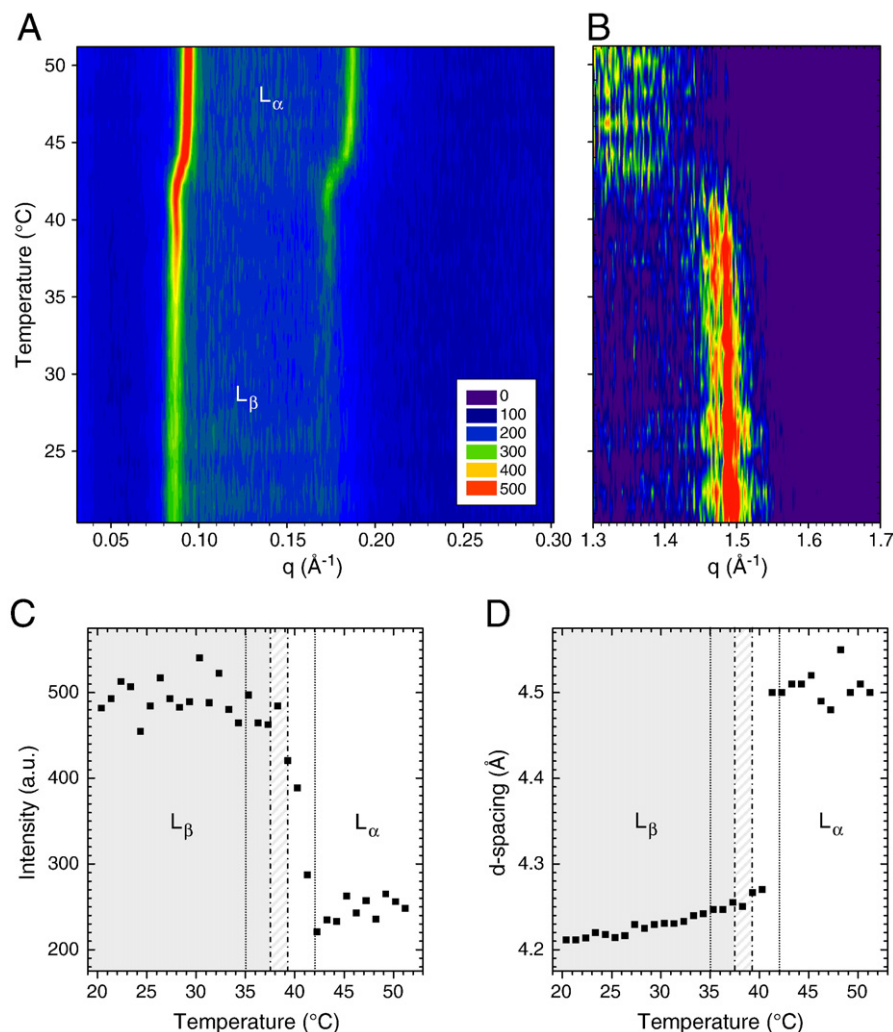 A
B
Temperature (°C)
50
45
40
35
30
25
Lα
Lβ
0
100
200
300
400
500
0.05
0.10
0.15
0.20
0.25
0.30
q (Å-1)
1.3
1.4
1.5
1.6
1.7
q (Å-1)
C
D
Intensity (a.u.)
500
400
300
200
Lβ
Lα
20 25 30 35 40 45 50
Temperature (°C)
d-spacing (Å)
4.5
4.4
4.3
4.2
Lβ
Lα
20 25 30 35 40 45 50
Temperature (°C)